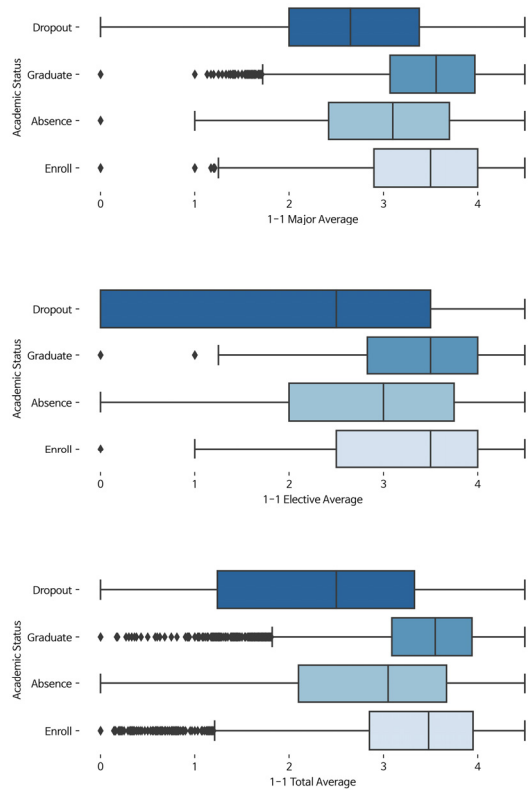 Academic Status
Dropout
Graduate
Absence
Enroll
0 1 2 3 4
1-1 Major Average
Academic Status
Dropout
Graduate
Absence
Enroll
0 1 2 3 4
1-1 Elective Average
Academic Status
Dropout
Graduate
Absence
Enroll
0 1 2 3 4
1-1 Total Average